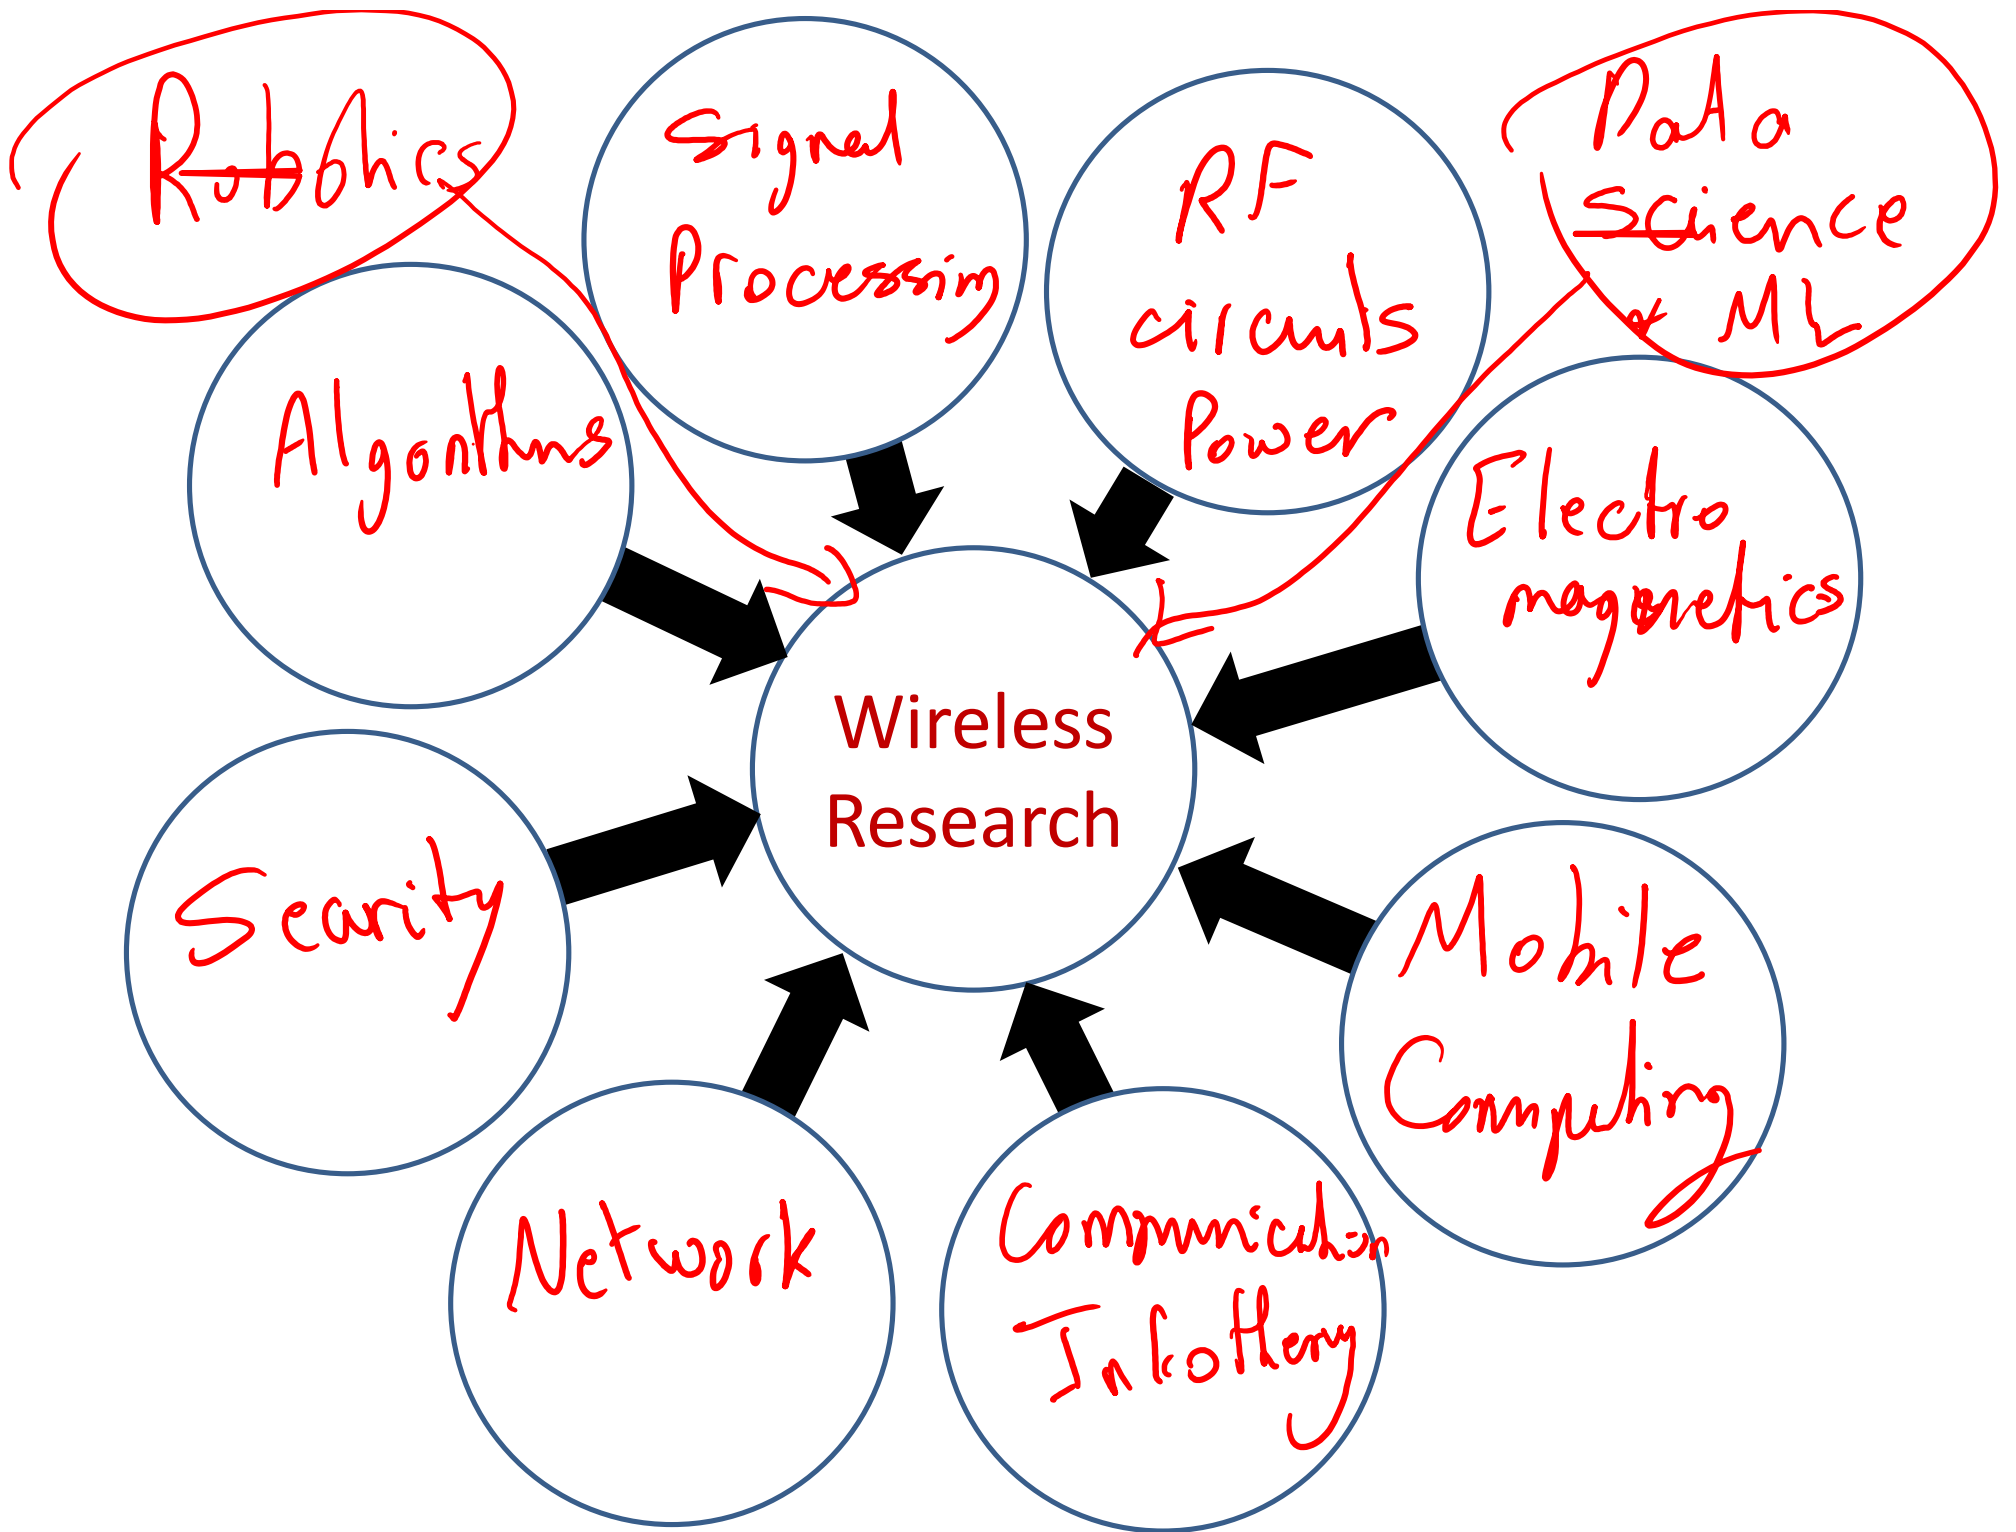 Robotics
Signal
Processing
RF
circuits
Power
Data
Science
+ ML
Algorithms
Electro
magnetics
Wireless
Research
Security
Mobile
Computing
Network
Communication
Info theory